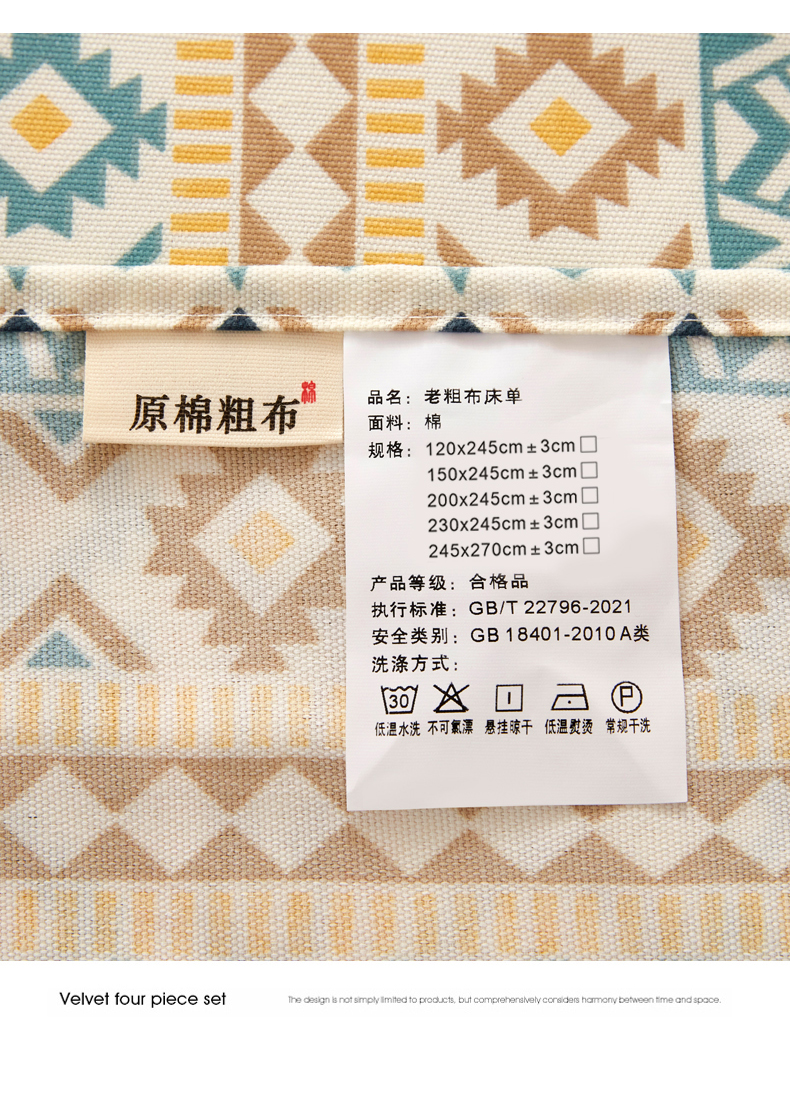 原棉粗布
棉
品名：老粗布床单
面料：棉
规格：120x245cm±3cm□
150x245cm±3cm□
200x245cm±3cm□
230x245cm±3cm□
245x270cm±3cm□
产品等级：合格品
执行标准：GB/T 22796-2021
安全类别：GB 18401-2010 A类
洗涤方式：
30
P
低温水洗 不可氯漂 悬挂晾干 低温熨烫 常规干洗
Velvet four piece set
The design is not simply limited to products, but comprehensively considers harmony between time and space.